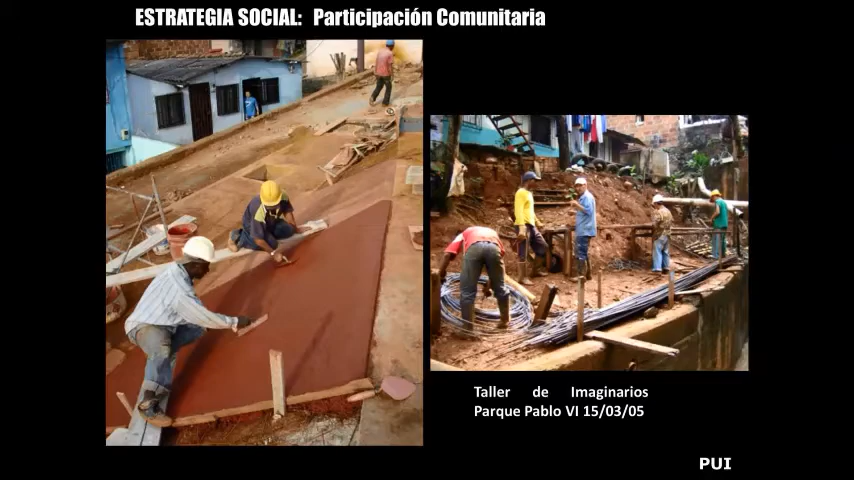 ESTRATEGIA SOCIAL: Participación Comunitaria
Taller de Imaginarios
Parque Pablo VI 15/03/05
PUI